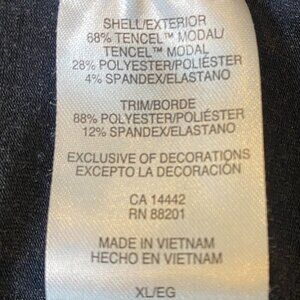 SHELL/EXTERIOR
68% TENCEL™ MODAL/
TENCEL™ MODAL
28% POLYESTER/POLIÉSTER
4% SPANDEX/ELASTANO
TRIM/BORDE
88% POLYESTER/POLIÉSTER
12% SPANDEX/ELASTANO
EXCLUSIVE OF DECORATIONS
EXCEPTO LA DECORACIÓN
CA 14442
RN 88201
MADE IN VIETNAM
HECHO EN VIETNAM
XL/EG